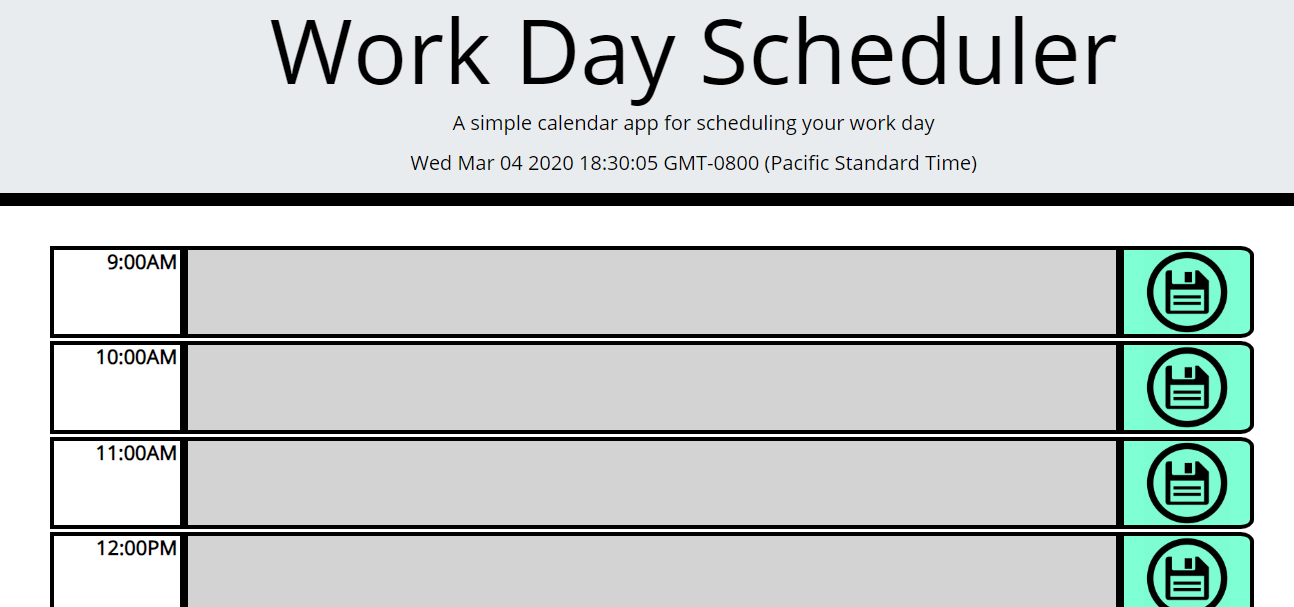 Work Day Scheduler
A simple calendar app for scheduling your work day
Wed Mar 04 2020 18:30:05 GMT-0800 (Pacific Standard Time)
9:00AM
10:00AM
11:00AM
12:00PM